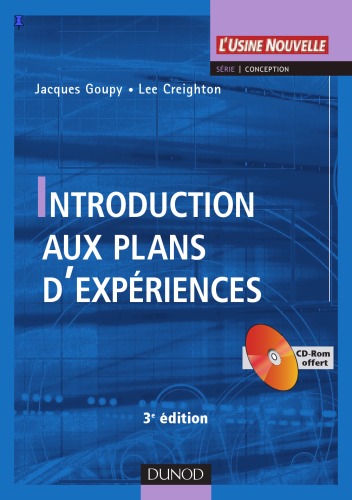 L'USINE NOUVELLE
SÉRIE | CONCEPTION
Jacques Goupy • Lee Creighton
INTRODUCTION
AUX PLANS
D'EXPÉRIENCES
CD-Rom
offert
3e édition
DUNOD